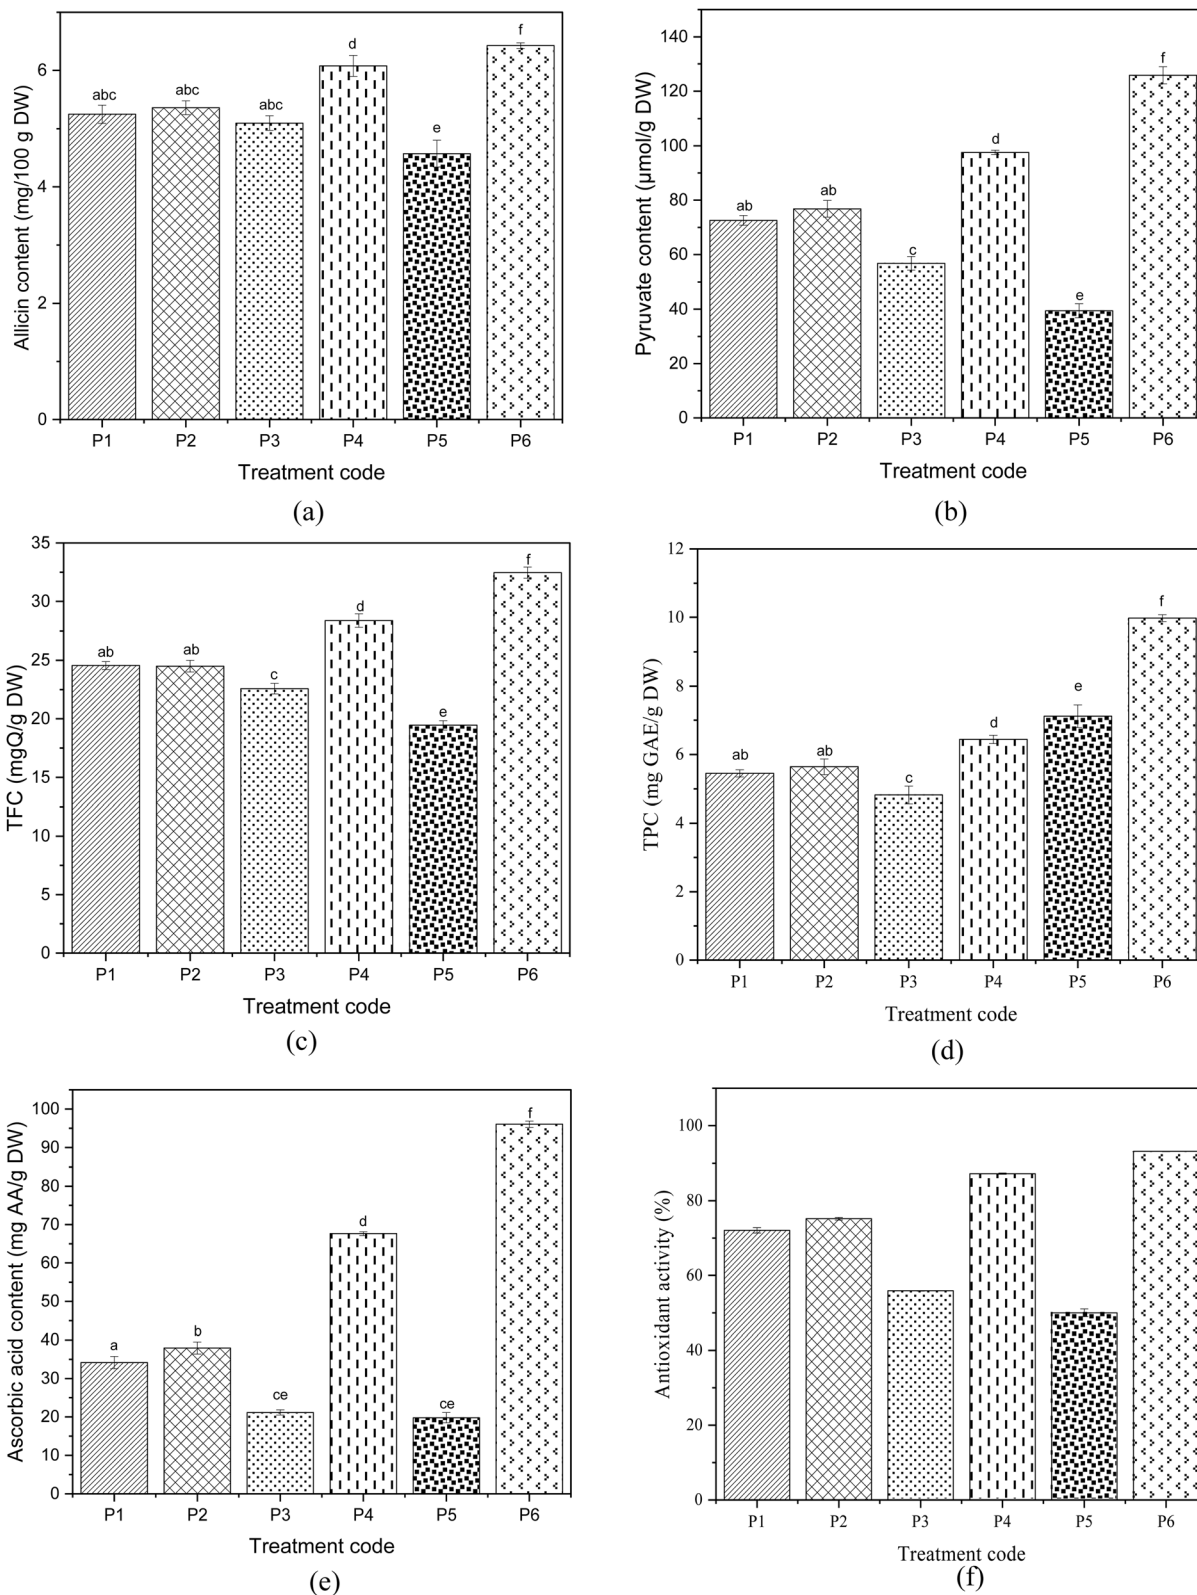 Allicin content (mg/100 g DW)
6
4
2
0
abc
abc
abc
d
e
f
P1 P2 P3 P4 P5 P6
Treatment code
(a)
Pyruvate content (μmol/g DW)
140
120
100
80
60
40
20
0
ab
ab
c
d
e
f
P1 P2 P3 P4 P5 P6
Treatment code
(b)
TFC (mgQ/g DW)
35
30
25
20
15
10
5
0
ab
ab
c
d
e
f
P1 P2 P3 P4 P5 P6
Treatment code
(c)
TPC (mg GAE/g DW)
12
10
8
6
4
2
0
ab
ab
c
d
e
f
P1 P2 P3 P4 P5 P6
Treatment code
(d)
Ascorbic acid content (mg AA/g DW)
100
90
80
70
60
50
40
30
20
10
0
a
b
ce
d
ce
f
P1 P2 P3 P4 P5 P6
Treatment code
(e)
Antioxidant activity (%)
100
80
60
40
20
0
P1 P2 P3 P4 P5 P6
Treatment code
(f)